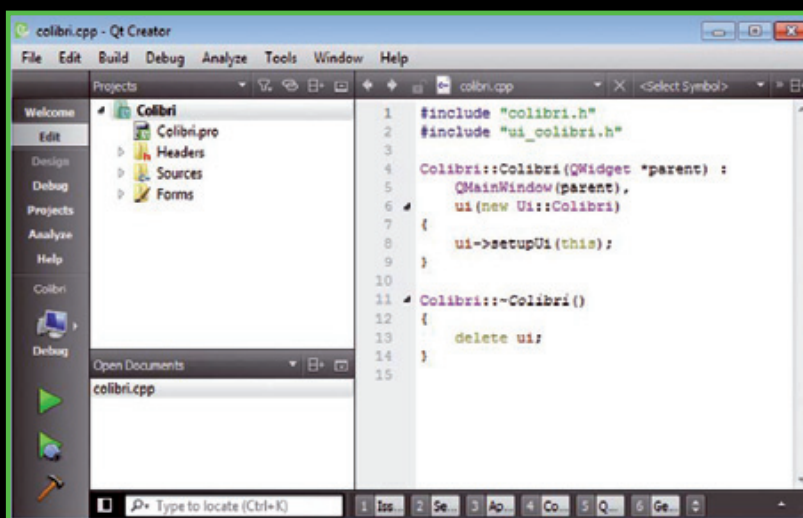 colibri.cpp - Qt Creator
File Edit Build Debug Analyze Tools Window Help
Projects
colibri.cpp
<Select Symbol>
Welcome
Edit
Design
Debug
Projects
Analyze
Help
Colibri
Debug
Colibri
Colibri.pro
Headers
Sources
Forms
Open Documents
colibri.cpp
1 #include "colibri.h"
2 #include "ui_colibri.h"
3
4 Colibri::Colibri(QWidget *parent) :
5 QMainWindow(parent),
6 ui(new Ui::Colibri)
7 {
8 ui->setupUi(this);
9 }
10
11 Colibri::~Colibri()
12 {
13 delete ui;
14 }
15
Type to locate (Ctrl+K)
1 Iss... 2 Se... 3 Ap... 4 Co... 5 Q... 6 Ge...